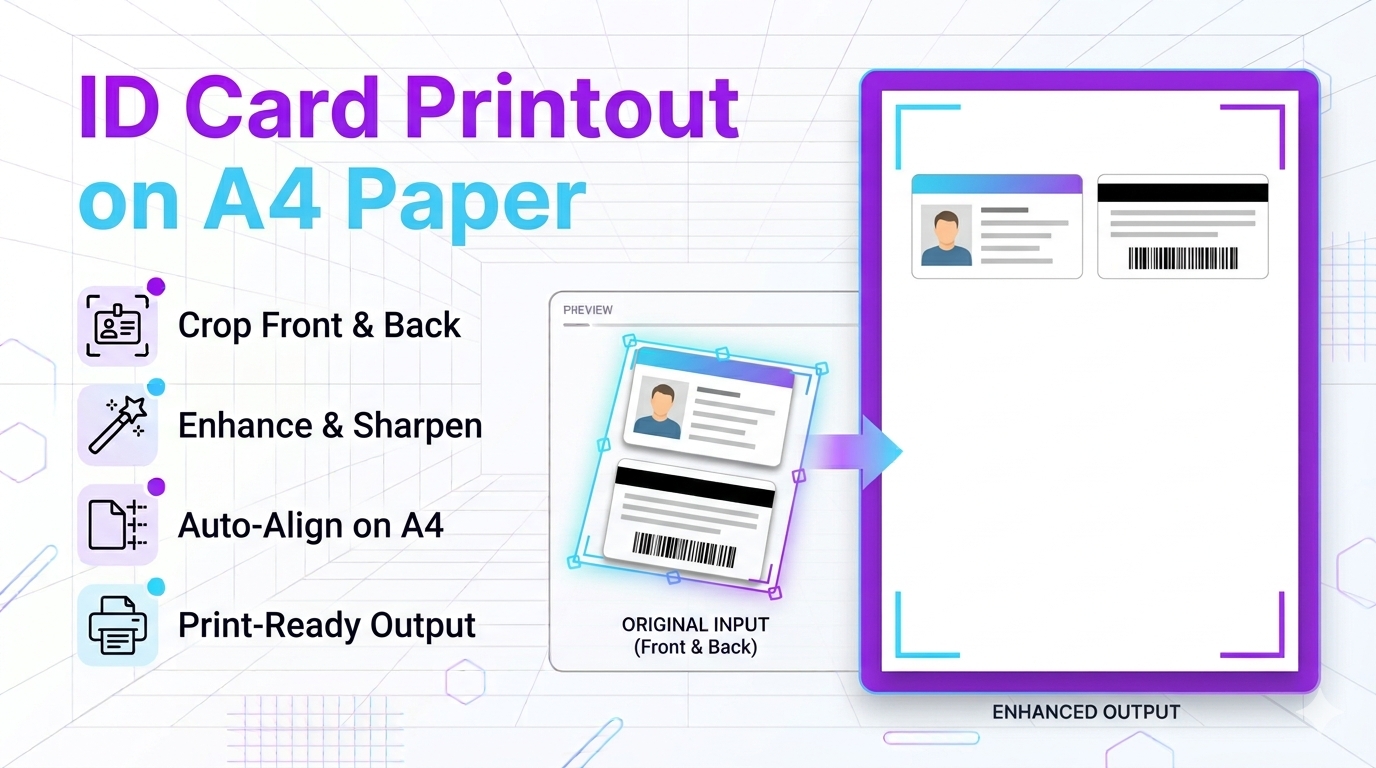 ID Card Printout
on A4 Paper
Crop Front & Back
Enhance & Sharpen
Auto-Align on A4
Print-Ready Output
PREVIEW
ORIGINAL INPUT
(Front & Back)
ENHANCED OUTPUT